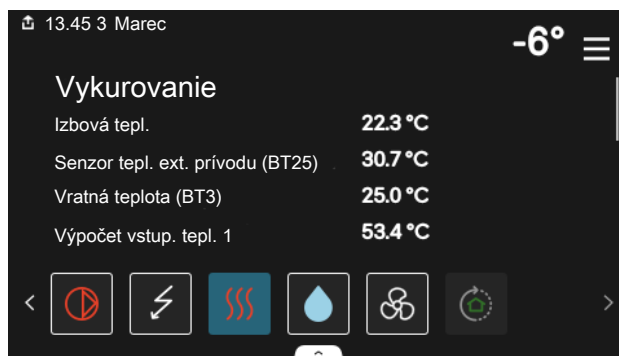 13.45 3 Marec
-6°
Vykurovanie
Izbová tepl. 22.3 °C
Senzor tepl. ext. prívodu (BT25) 30.7 °C
Vratná teplota (BT3) 25.0 °C
Výpočet vstup. tepl. 1 53.4 °C